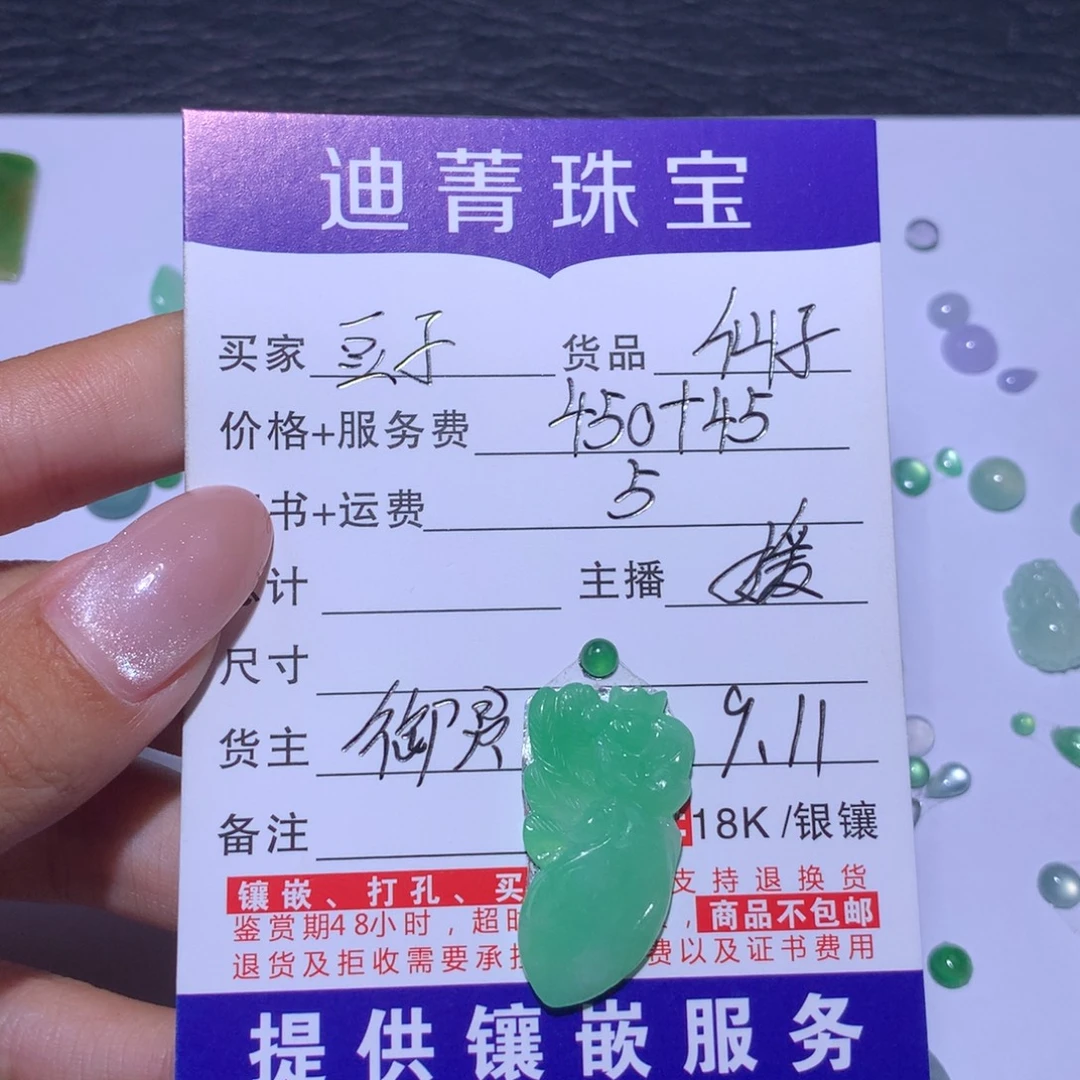 迪菁珠宝
买家 豆子 货品 仙子
价格+服务费 450+45
书+运费 5
计 主播 媛
尺寸
货主 御君 9.11
备注 18K /银镶
镶嵌、打孔、买 支持退换货
鉴赏期48小时，超时 ，商品不包邮
退货及拒收需要承担 费以及证书费用
提供镶嵌服务